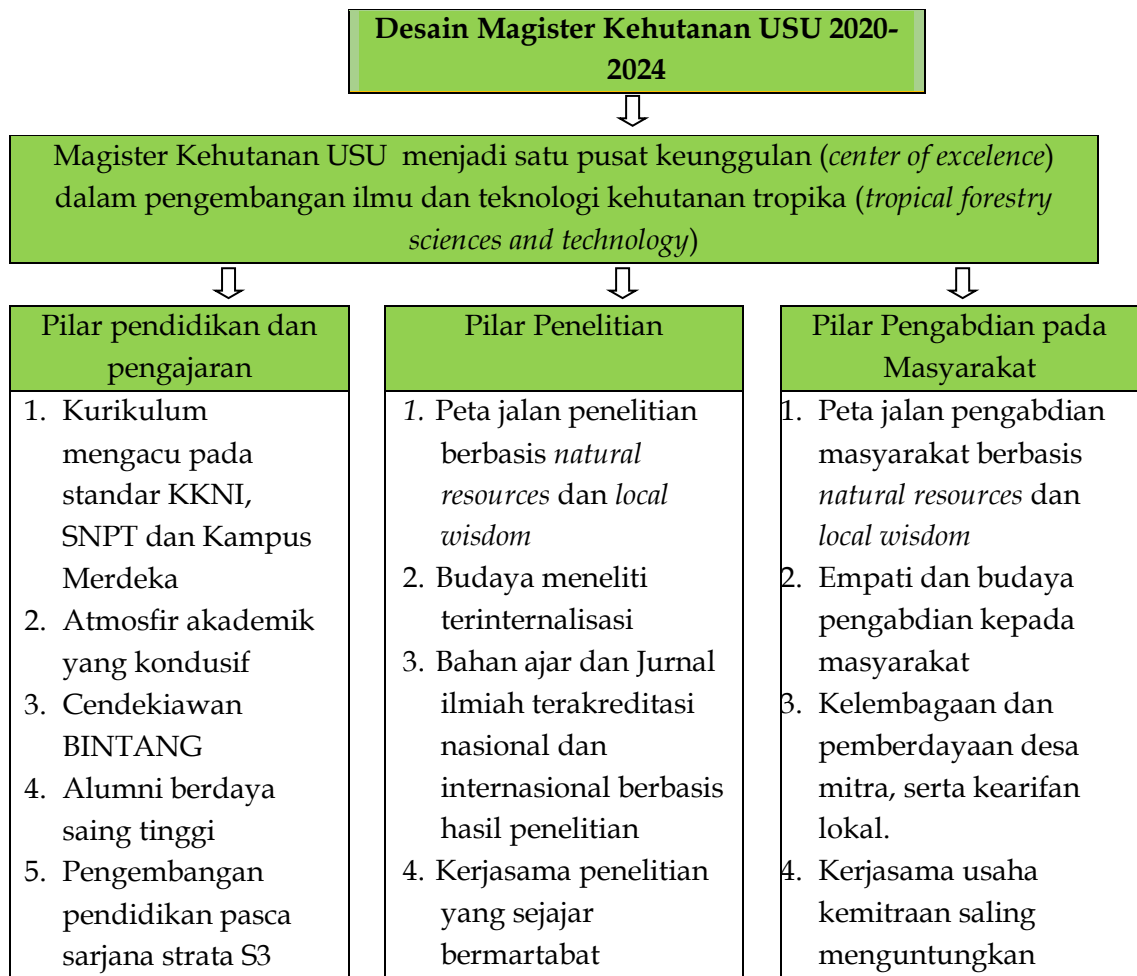 Desain Magister Kehutanan USU 2020-
2024
Magister Kehutanan USU menjadi satu pusat keunggulan (center of excelence)
dalam pengembangan ilmu dan teknologi kehutanan tropika (tropical forestry
sciences and technology)
Pilar pendidikan dan
pengajaran
1. Kurikulum
mengacu pada
standar KKNI,
SNPT dan Kampus
Merdeka
2. Atmosfir akademik
yang kondusif
3. Cendekiawan
BINTANG
4. Alumni berdaya
saing tinggi
5. Pengembangan
pendidikan pasca
sarjana strata S3
Pilar Penelitian
1. Peta jalan penelitian
berbasis natural
resources dan local
wisdom
2. Budaya meneliti
terinternalisasi
3. Bahan ajar dan Jurnal
ilmiah terakreditasi
nasional dan
internasional berbasis
hasil penelitian
4. Kerjasama penelitian
yang sejajar
bermartabat
Pilar Pengabdian pada
Masyarakat
1. Peta jalan pengabdian
masyarakat berbasis
natural resources dan
local wisdom
2. Empati dan budaya
pengabdian kepada
masyarakat
3. Kelembagaan dan
pemberdayaan desa
mitra, serta kearifan
lokal.
4. Kerjasama usaha
kemitraan saling
menguntungkan